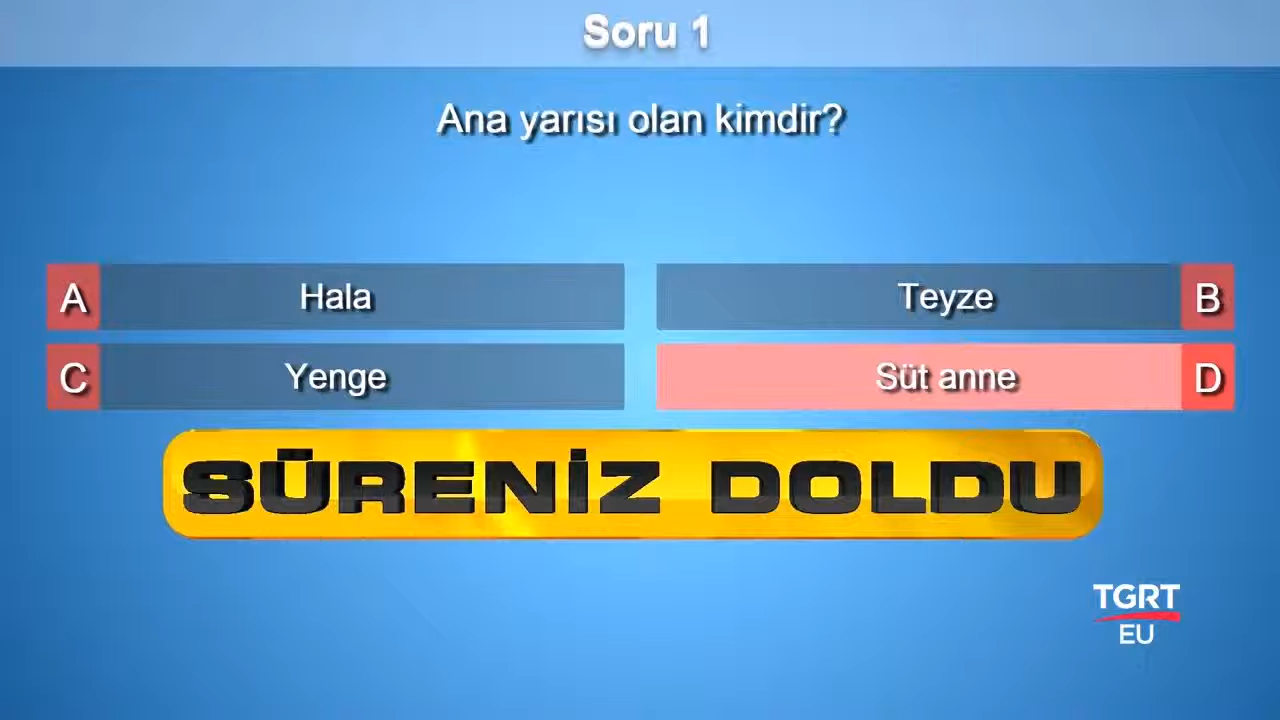 Soru 1
Ana yarısı olan kimdir?
A Hala
Teyze B
C Yenge
Süt anne D
SÜRENİZ DOLDU
TGRT
EU